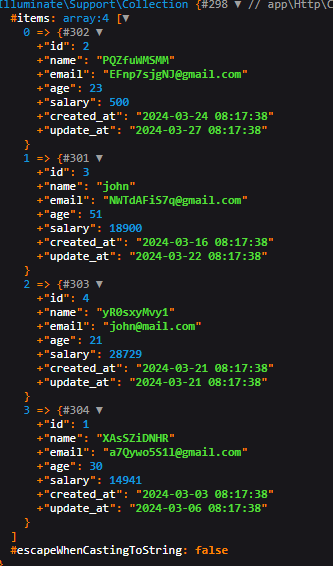 Illuminate\Support\Collection {#298 ▼ // app\Http\C
#items: array:4 [▼
0 => {#302 ▼
+"id": 2
+"name": "PQZfuWMSMM"
+"email": "EFnp7sjgNJ@gmail.com"
+"age": 23
+"salary": 500
+"created_at": "2024-03-24 08:17:38"
+"update_at": "2024-03-27 08:17:38"
}
1 => {#301 ▼
+"id": 3
+"name": "john"
+"email": "NWTdAFiS7q@gmail.com"
+"age": 51
+"salary": 18900
+"created_at": "2024-03-16 08:17:38"
+"update_at": "2024-03-22 08:17:38"
}
2 => {#303 ▼
+"id": 4
+"name": "yR0sxyMvy1"
+"email": "john@mail.com"
+"age": 21
+"salary": 28729
+"created_at": "2024-03-21 08:17:38"
+"update_at": "2024-03-21 08:17:38"
}
3 => {#304 ▼
+"id": 1
+"name": "XAsSZiDNHR"
+"email": "a7Qywo5S1l@gmail.com"
+"age": 30
+"salary": 14941
+"created_at": "2024-03-03 08:17:38"
+"update_at": "2024-03-06 08:17:38"
}
]
#escapeWhenCastingToString: false